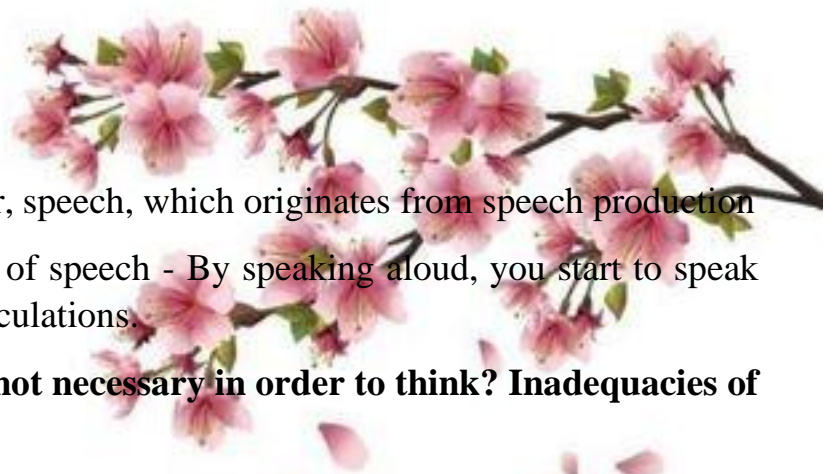 r, speech, which originates from speech production
of speech - By speaking aloud, you start to speak
culations.
not necessary in order to think? Inadequacies of